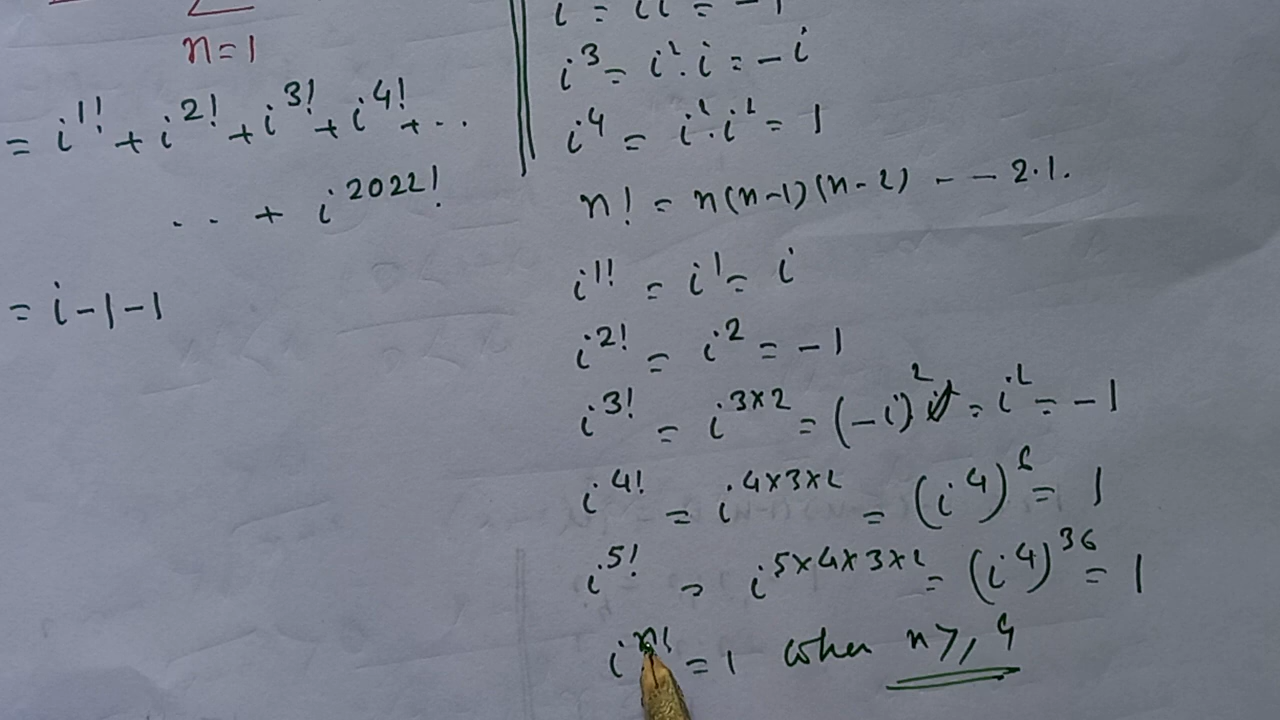 n=1
= i^1! + i^2! + i^3! + i^4! + ..
.. + i^2022!
= i-1-1
i = ii = -1
i^3 = i^2.i = -i
i^4 = i^2.i^2 = 1
n! = n(n-1)(n-2) --- 2.1.
i^1! = i^1 = i
i^2! = i^2 = -1
i^3! = i^3×2 = (-i)^2 = i^2 = -1
i^4! = i^4×3×2 = (i^4)^6 = 1
i^5! = i^5×4×3×2 = (i^4)^36 = 1
i^n! = 1 when n ≥ 4